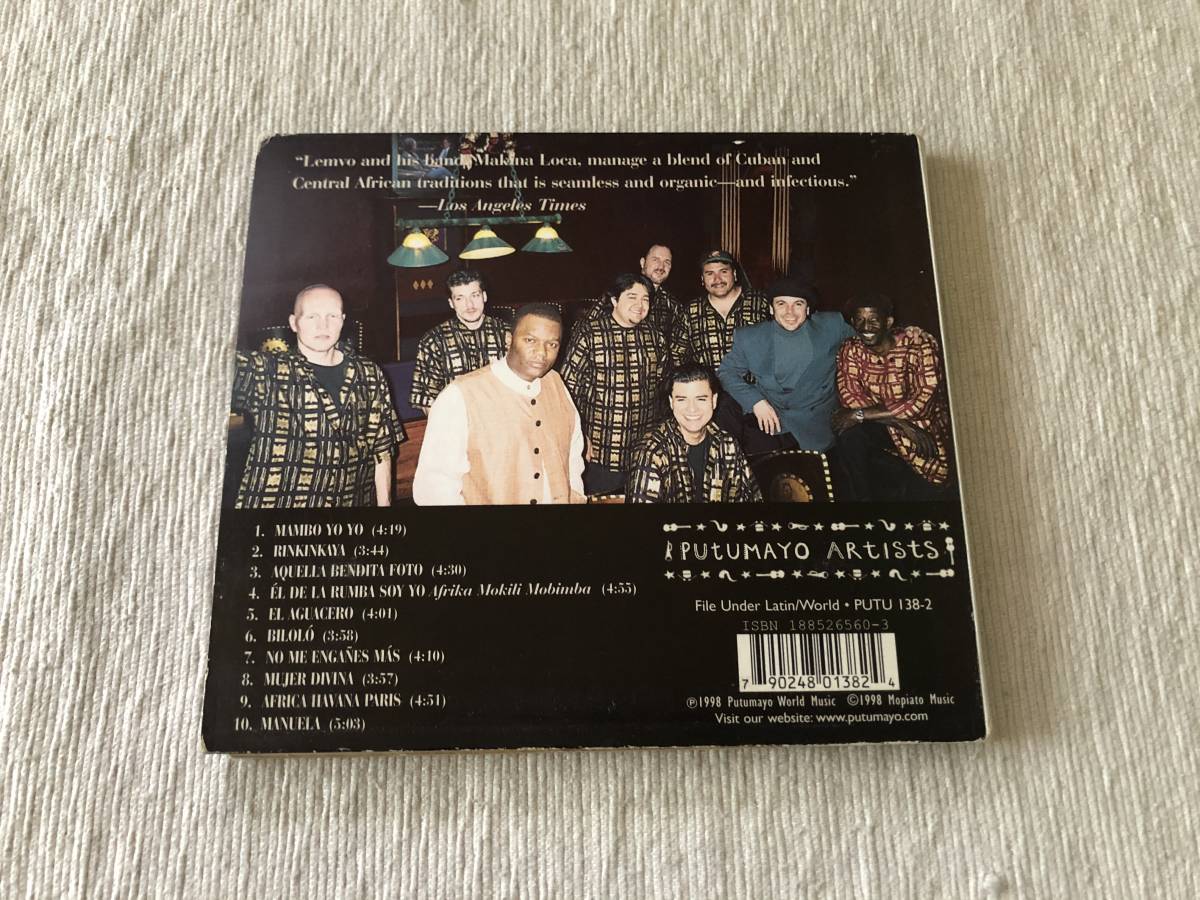 “Lemvo and his band, Makina Loca, manage a blend of Cuban and
Central African traditions that is seamless and organic—and infectious.”
—Los Angeles Times
1. MAMBO YO YO (4:19)
2. RINKINKAYA (3:44)
3. AQUELLA BENDITA FOTO (4:30)
4. ÉL DE LA RUMBA SOY YO Afrika Mokili Mobimba (4:55)
5. EL AGUACERO (4:01)
6. BILOLÓ (3:58)
7. NO ME ENGAÑES MÁS (4:10)
8. MUJER DIVINA (3:57)
9. AFRICA HAVANA PARIS (4:51)
10. MANUELA (5:03)
PUTUMAYO ARTISTS
File Under Latin/World • PUTU 138-2
ISBN 188526560-3
7 90248 01382 4
℗1998 Putumayo World Music ©1998 Mopiato Music
Visit our website: www.putumayo.com